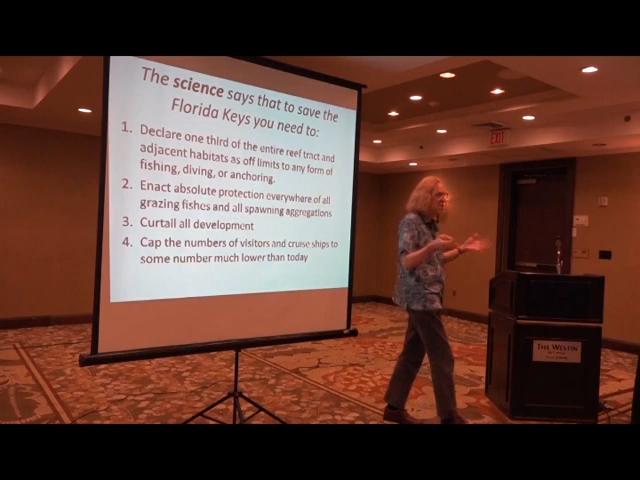 The science says that to save the
Florida Keys you need to:
1. Declare one third of the entire reef tract and
adjacent habitats as off limits to any form of
fishing, diving, or anchoring.
2. Enact absolute protection everywhere of all
grazing fishes and all spawning aggregations
3. Curtail all development
4. Cap the numbers of visitors and cruise ships to
some number much lower than today
EXIT
THE WESTIN